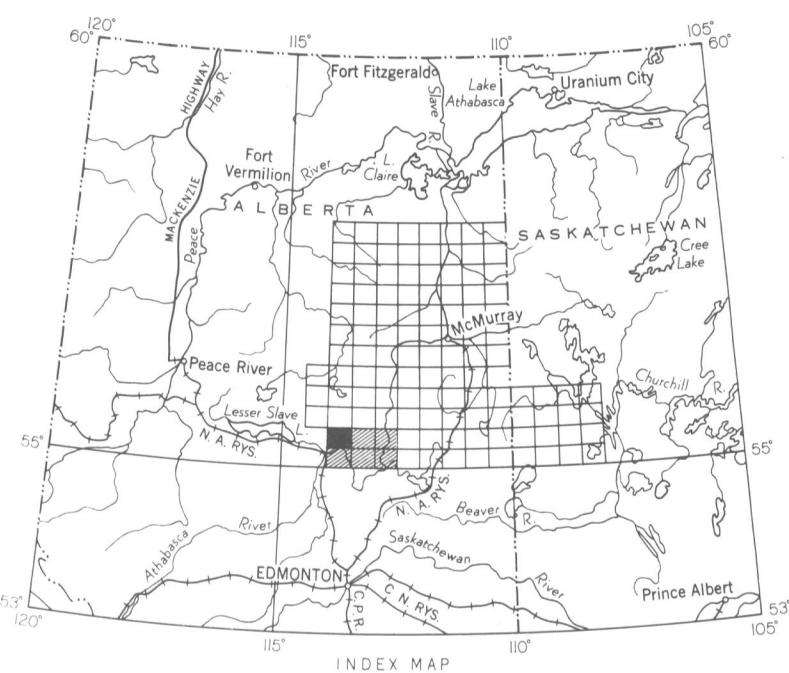 120°
60°
115°
110°
105°
60°
HIGHWAY
Hay R.
Fort Fitzgerald
Slave R.
Lake
Athabasca
Uranium City
Fort
Vermilion
River
L.
Claire
ALBERTA
MACKENZIE
Peace
SASKATCHEWAN
Cree
Lake
McMurray
Peace River
Churchill R.
Lesser Slave
L.
N. A. RYS.
55°
55°
N. A. RYS.
Beaver
R.
River
Athabasca
Saskatchewan
River
EDMONTON
C.P.R.
C. N. RYS.
Prince Albert
53°
120°
115°
110°
53°
105°
INDEX MAP